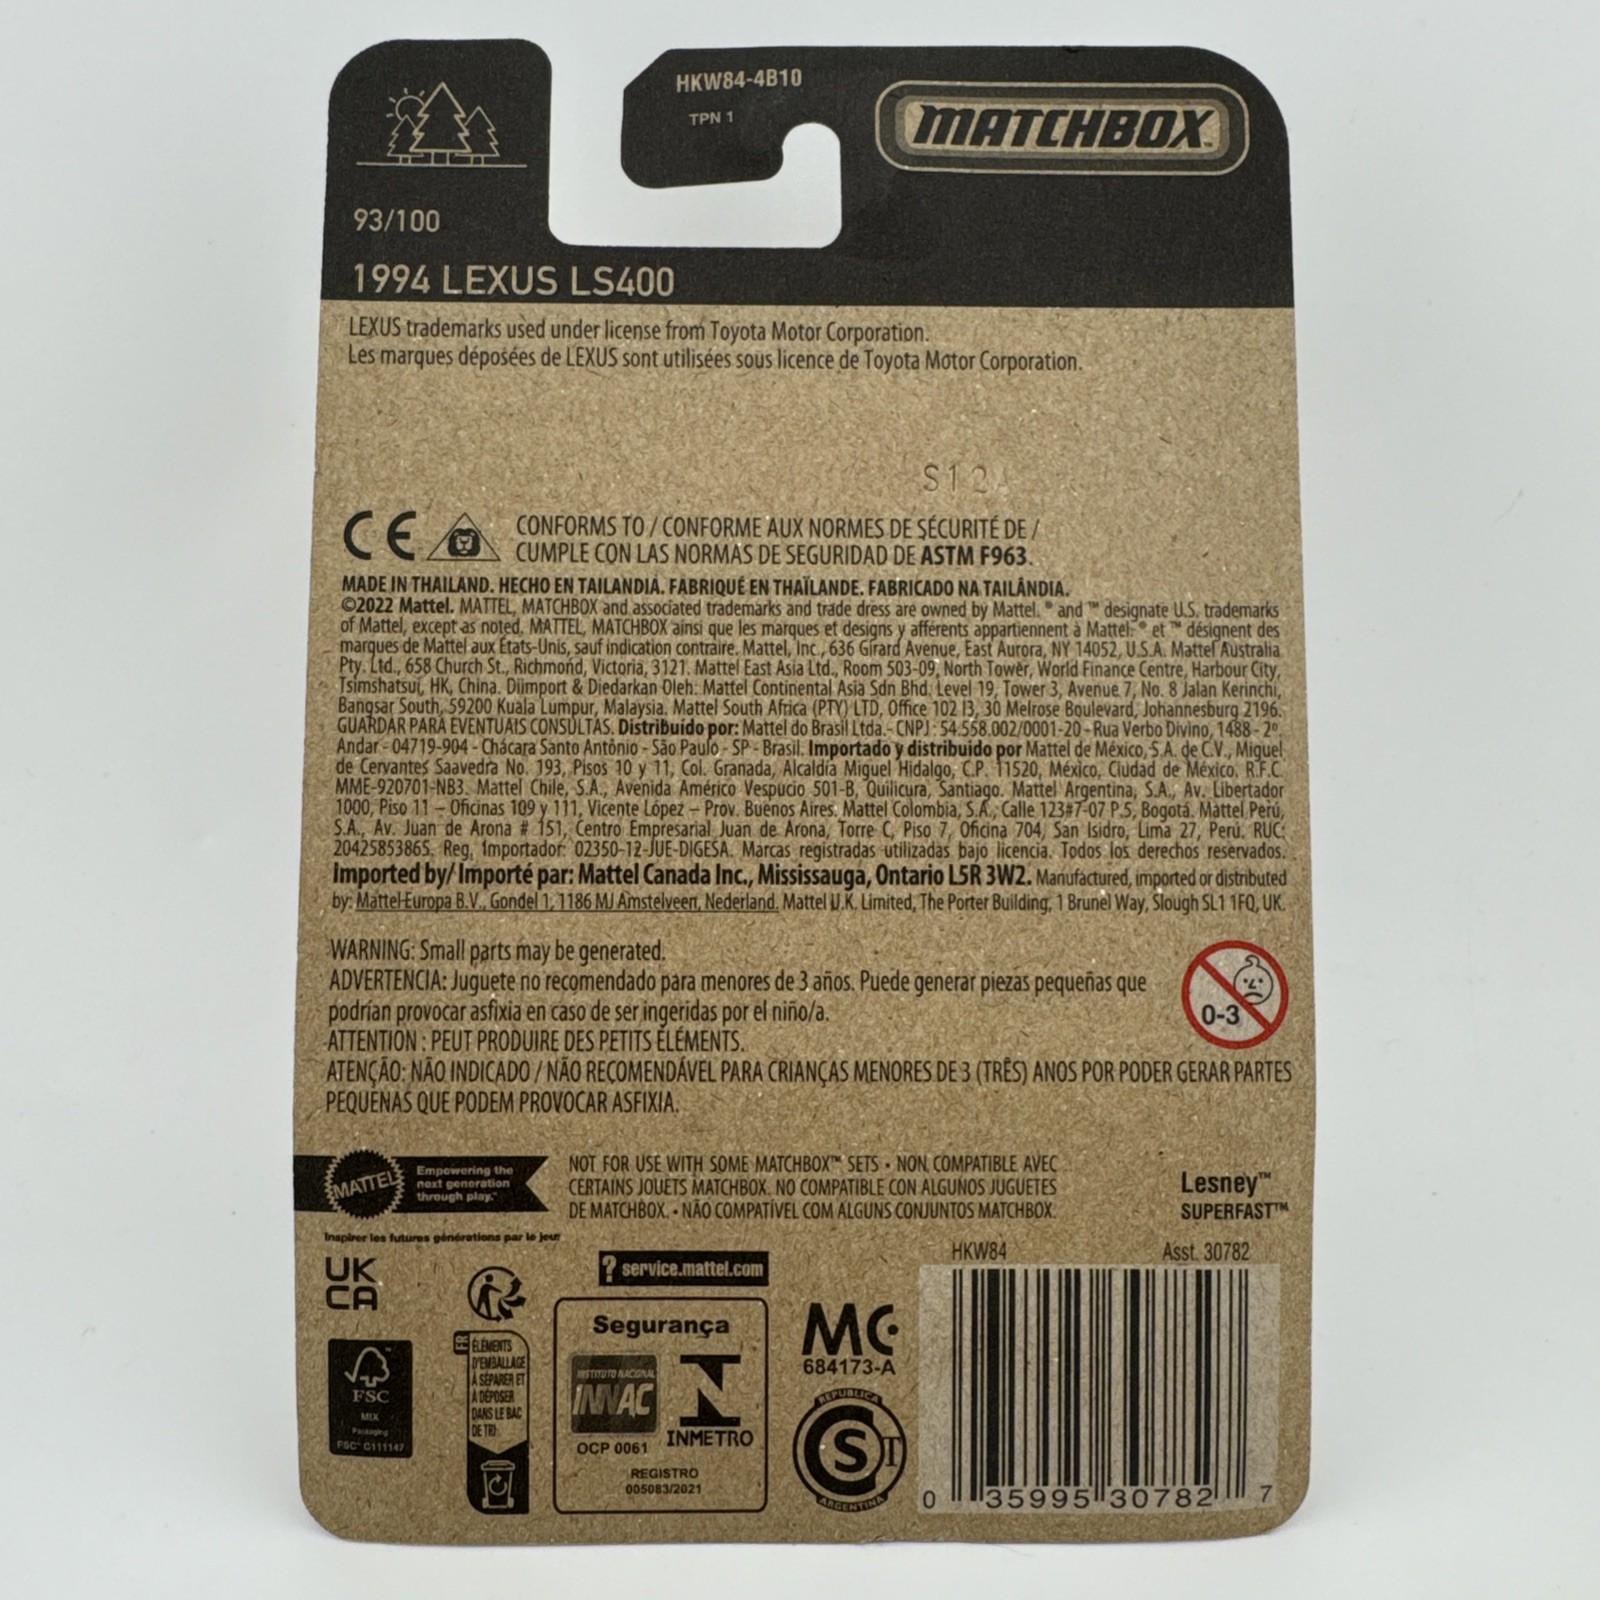 HKW84-4B10
TPN 1
MATCHBOX
93/100
1994 LEXUS LS400
LEXUS trademarks used under license from Toyota Motor Corporation.
Les marques déposées de LEXUS sont utilisées sous licence de Toyota Motor Corporation.
S12
CE
CONFORMS TO / CONFORME AUX NORMES DE SÉCURITÉ DE /
CUMPLE CON LAS NORMAS DE SEGURIDAD DE ASTM F963.
MADE IN THAILAND. HECHO EN TAILANDIA. FABRIQUÉ EN THAÏLANDE. FABRICADO NA TAILÂNDIA.
©2022 Mattel. MATTEL, MATCHBOX and associated trademarks and trade dress are owned by Mattel. ® and ™ designate U.S. trademarks
of Mattel, except as noted. MATTEL, MATCHBOX ainsi que les marques et designs y afférents appartiennent à Mattel. ® et ™ désignent des
marques de Mattel aux États-Unis, sauf indication contraire. Mattel, Inc., 636 Girard Avenue, East Aurora, NY 14052, U.S.A. Mattel Australia
Pty. Ltd., 658 Church St., Richmond, Victoria, 3121. Mattel East Asia Ltd., Room 503-09, North Tower, World Finance Centre, Harbour City,
Tsimshatsui, HK, China. Diimport & Diedarkan Oleh: Mattel Continental Asia Sdn Bhd. Level 19, Tower 3, Avenue 7, No. 8 Jalan Kerinchi,
Bangsar South, 59200 Kuala Lumpur, Malaysia. Mattel South Africa (PTY) LTD, Office 102 I3, 30 Melrose Boulevard, Johannesburg 2196.
GUARDAR PARA EVENTUAIS CONSULTAS. Distribuído por: Mattel do Brasil Ltda.- CNPJ : 54.558.002/0001-20 - Rua Verbo Divino, 1488 - 2º.
Andar - 04719-904 - Chácara Santo Antônio - São Paulo - SP - Brasil. Importado y distribuido por Mattel de México, S.A. de C.V., Miguel
de Cervantes Saavedra No. 193, Pisos 10 y 11, Col. Granada, Alcaldía Miguel Hidalgo, C.P. 11520, México, Ciudad de México. R.F.C.
MME-920701-NB3. Mattel Chile, S.A., Avenida Américo Vespucio 501-B, Quilicura, Santiago. Mattel Argentina, S.A., Av. Libertador
1000, Piso 11 – Oficinas 109 y 111, Vicente López – Prov. Buenos Aires. Mattel Colombia, S.A., Calle 123#7-07 P.5, Bogotá. Mattel Perú,
S.A., Av. Juan de Arona # 151, Centro Empresarial Juan de Arona, Torre C, Piso 7, Oficina 704, San Isidro, Lima 27, Perú. RUC:
20425853865. Reg. Importador: 02350-12-JUE-DIGESA. Marcas registradas utilizadas bajo licencia. Todos los derechos reservados.
Imported by/ Importé par: Mattel Canada Inc., Mississauga, Ontario L5R 3W2. Manufactured, imported or distributed
by: Mattel Europa B.V., Gondel 1, 1186 MJ Amstelveen, Nederland. Mattel U.K. Limited, The Porter Building, 1 Brunel Way, Slough SL1 1FQ, UK.
WARNING: Small parts may be generated.
ADVERTENCIA: Juguete no recomendado para menores de 3 años. Puede generar piezas pequeñas que
podrían provocar asfixia en caso de ser ingeridas por el niño/a.
ATTENTION : PEUT PRODUIRE DES PETITS ÉLÉMENTS.
ATENÇÃO: NÃO INDICADO / NÃO RECOMENDÁVEL PARA CRIANÇAS MENORES DE 3 (TRÊS) ANOS POR PODER GERAR PARTES
PEQUENAS QUE PODEM PROVOCAR ASFIXIA.
0-3
MATTEL
Empowering the
next generation
through play.™
Inspirer les futures générations par le jeu
NOT FOR USE WITH SOME MATCHBOX™ SETS • NON COMPATIBLE AVEC
CERTAINS JOUETS MATCHBOX. NO COMPATIBLE CON ALGUNOS JUGUETES
DE MATCHBOX. • NÃO COMPATÍVEL COM ALGUNS CONJUNTOS MATCHBOX.
Lesney™
SUPERFAST™
UK
CA
service.mattel.com
HKW84
Asst. 30782
FSC
MIX
Packaging
FSC® C111147
FR
ÉLÉMENTS
D'EMBALLAGE
À SÉPARER ET
À DÉPOSER
DANS LE BAC
DE TRI
Segurança
INSTITUTO NACIONAL
INNAC
OCP 0061
INMETRO
REGISTRO
005083/2021
MC
684173-A
REPUBLICA
S T
ARGENTINA
0 35995 30782 7